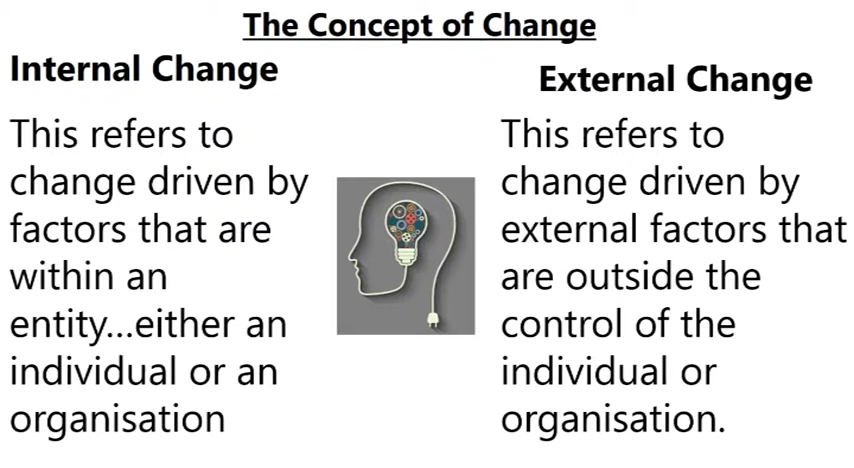 The Concept of Change
Internal Change
This refers to
change driven by
factors that are
within an
entity...either an
individual or an
organisation
External Change
This refers to
change driven by
external factors that
are outside the
control of the
individual or
organisation.